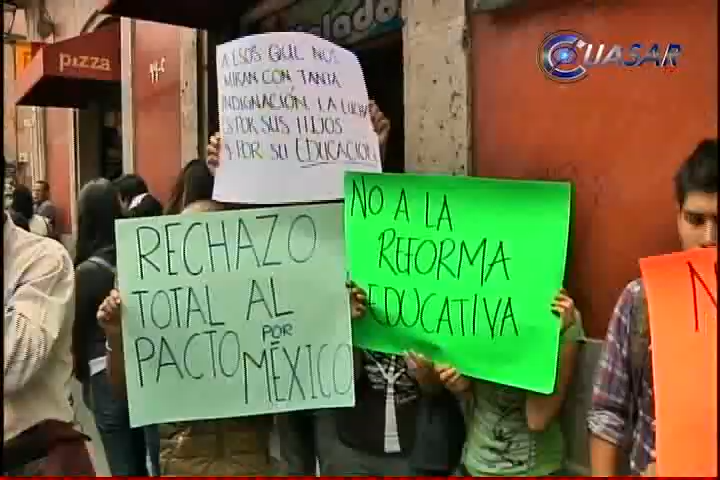 A ESOS QUE NOS
MIRAN CON TANTA
INDIGNACIÓN. LA LUCHA
ES POR SUS HIJOS
Y POR SU EDUCACIÓN
RECHAZO
TOTAL AL
PACTO POR
MÉXICO
NO A LA
REFORMA
EDUCATIVA
N
pizza
CUASAR